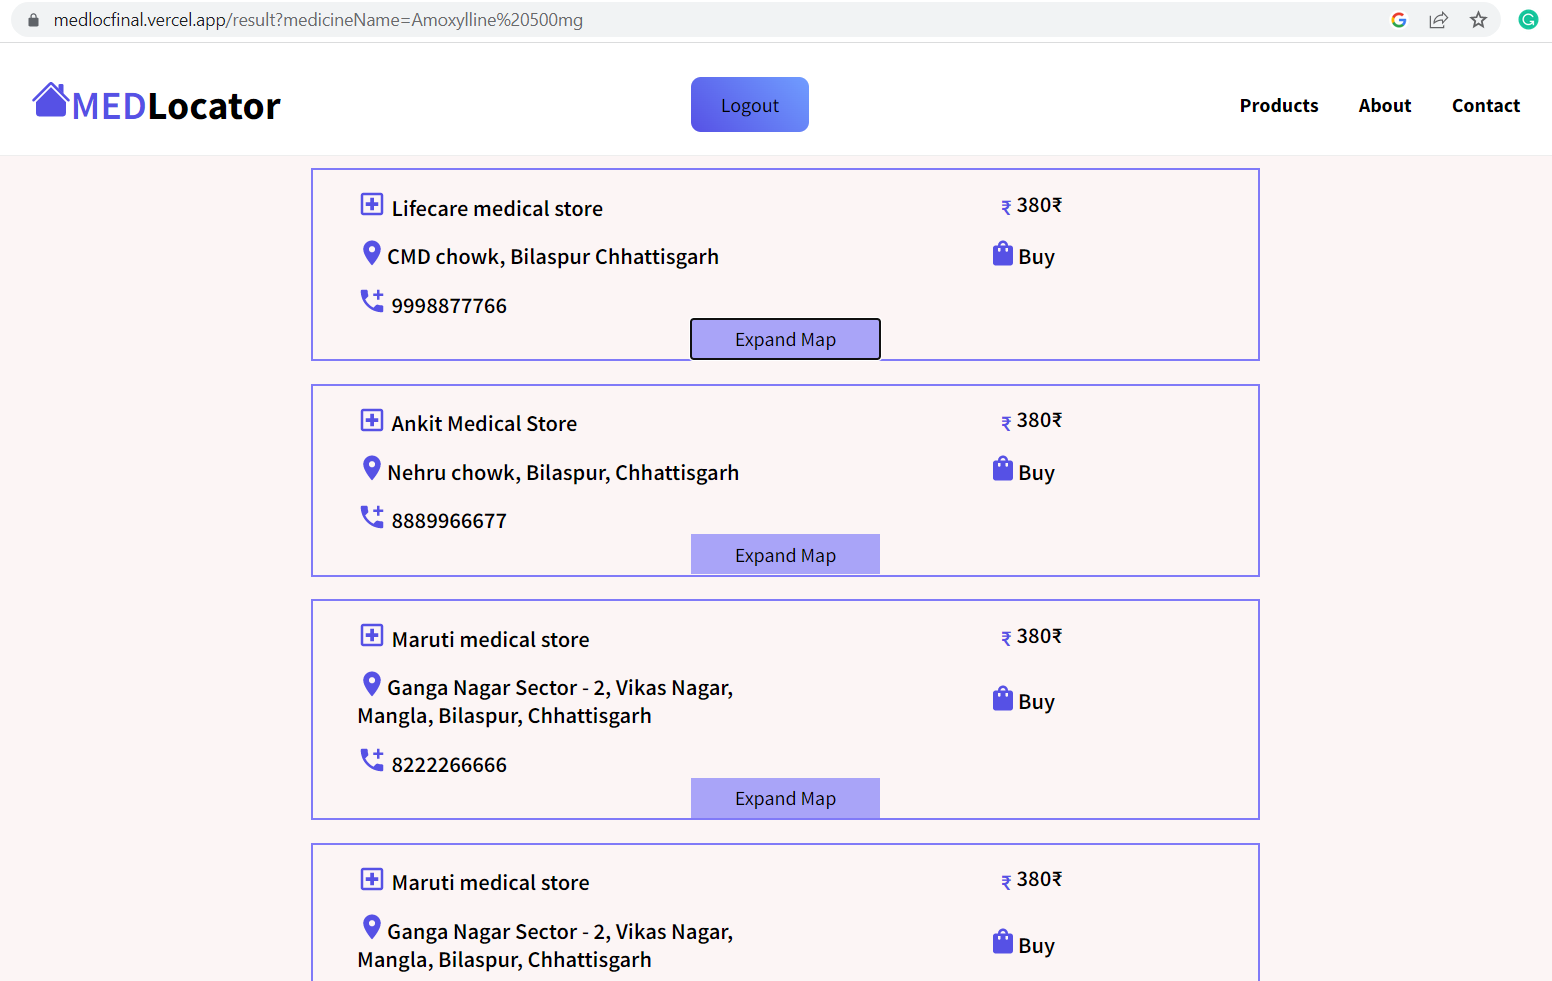 medlocfinal.vercel.app/result?medicineName=Amoxylline%20500mg
MEDLocator
Logout
Products
About
Contact
Lifecare medical store
₹ 380₹
CMD chowk, Bilaspur Chhattisgarh
Buy
9998877766
Expand Map
Ankit Medical Store
₹ 380₹
Nehru chowk, Bilaspur, Chhattisgarh
Buy
8889966677
Expand Map
Maruti medical store
₹ 380₹
Ganga Nagar Sector - 2, Vikas Nagar,
Mangla, Bilaspur, Chhattisgarh
Buy
8222266666
Expand Map
Maruti medical store
₹ 380₹
Ganga Nagar Sector - 2, Vikas Nagar,
Mangla, Bilaspur, Chhattisgarh
Buy